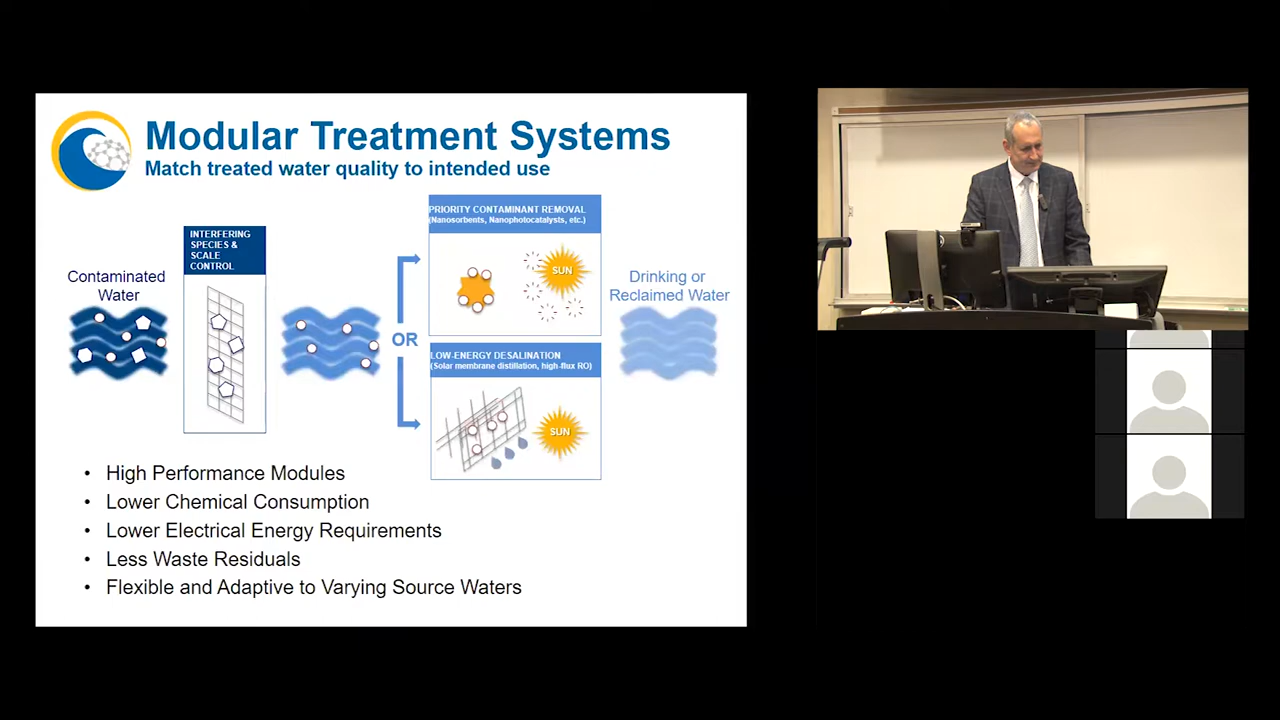 Modular Treatment Systems
Match treated water quality to intended use
INTERFERING
SPECIES &
SCALE
CONTROL
Contaminated
Water
OR
PRIORITY CONTAMINANT REMOVAL
(Nanosorbents, Nanophotocatalysts, etc.)
SUN
LOW-ENERGY DESALINATION
(Solar membrane distillation, high-flux RO)
SUN
Drinking or
Reclaimed Water
• High Performance Modules
• Lower Chemical Consumption
• Lower Electrical Energy Requirements
• Less Waste Residuals
• Flexible and Adaptive to Varying Source Waters